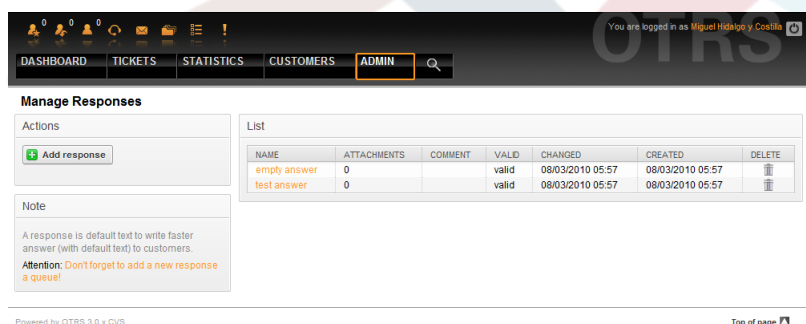 0 0 0
You are logged in as Miguel Hidalgo y Costilla
OTRS
DASHBOARD TICKETS STATISTICS CUSTOMERS ADMIN
Manage Responses
Actions
Add response
Note
A response is default text to write faster
answer (with default text) to customers.
Attention: Don't forget to add a new response
a queue!
List
NAME ATTACHMENTS COMMENT VALID CHANGED CREATED DELETE
empty answer 0 valid 08/03/2010 05:57 08/03/2010 05:57
test answer 0 valid 08/03/2010 05:57 08/03/2010 05:57
Powered by OTRS 3.0.x CVS
Top of page